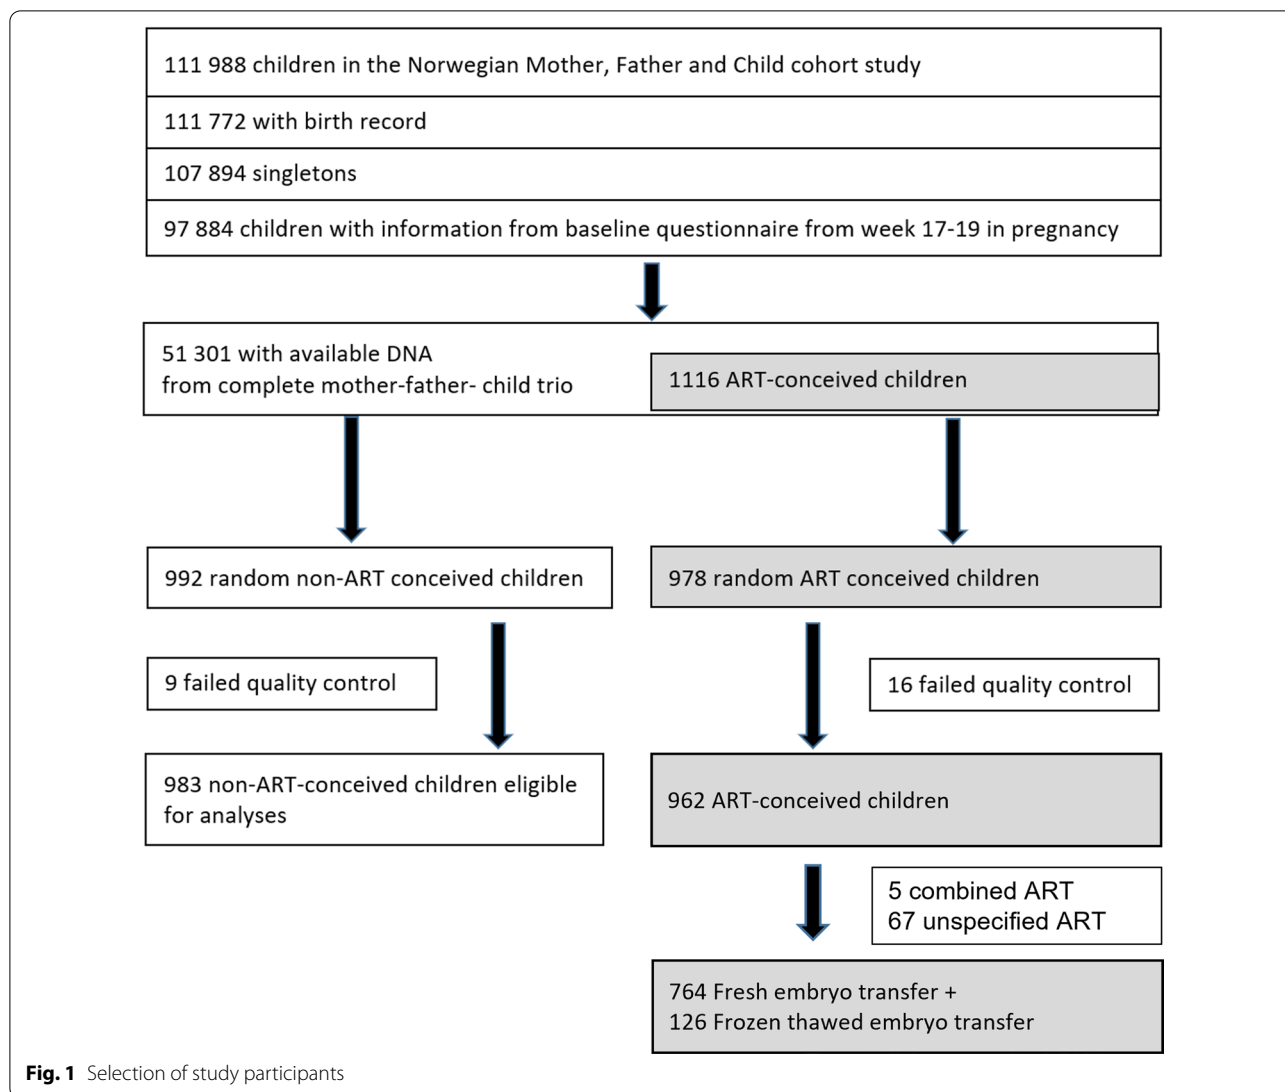 111 988 children in the Norwegian Mother, Father and Child cohort study
111 772 with birth record
107 894 singletons
97 884 children with information from baseline questionnaire from week 17-19 in pregnancy
51 301 with available DNA
from complete mother-father- child trio
1116 ART-conceived children
992 random non-ART conceived children
978 random ART conceived children
9 failed quality control
16 failed quality control
983 non-ART-conceived children eligible
for analyses
962 ART-conceived children
5 combined ART
67 unspecified ART
764 Fresh embryo transfer +
126 Frozen thawed embryo transfer
Fig. 1 Selection of study participants